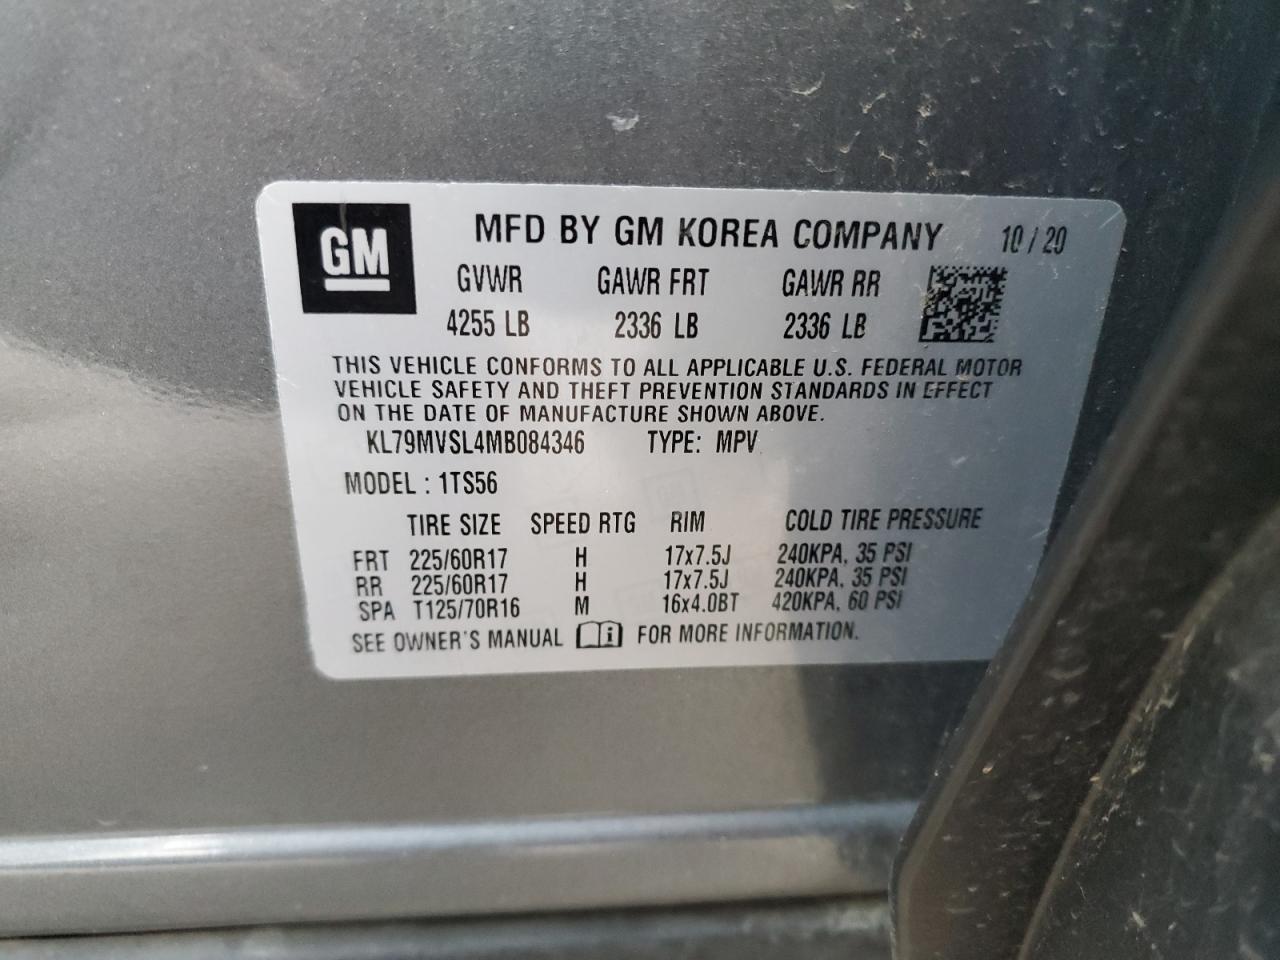 GM
MFD BY GM KOREA COMPANY 10/20
GVWR GAWR FRT GAWR RR
4255 LB 2336 LB 2336 LB
THIS VEHICLE CONFORMS TO ALL APPLICABLE U.S. FEDERAL MOTOR
VEHICLE SAFETY AND THEFT PREVENTION STANDARDS IN EFFECT
ON THE DATE OF MANUFACTURE SHOWN ABOVE.
KL79MVSL4MB084346 TYPE: MPV
MODEL : 1TS56
TIRE SIZE SPEED RTG RIM COLD TIRE PRESSURE
FRT 225/60R17 H 17x7.5J 240KPA, 35 PSI
RR 225/60R17 H 17x7.5J 240KPA, 35 PSI
SPA T125/70R16 M 16x4.0BT 420KPA, 60 PSI
SEE OWNER'S MANUAL i FOR MORE INFORMATION.